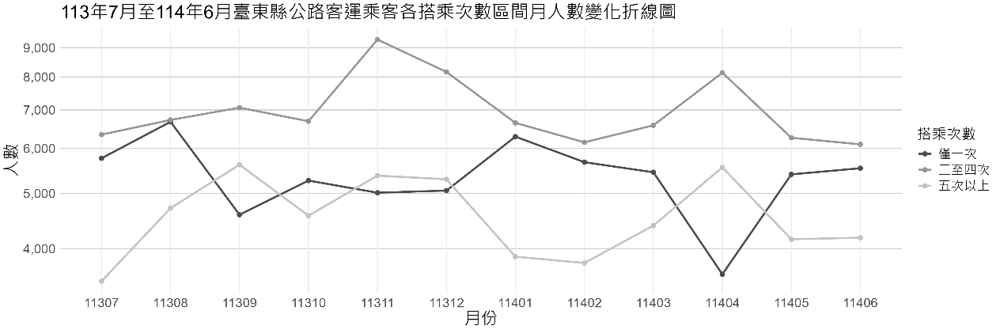 113年7月至114年6月臺東縣公路客運乘客各搭乘次數區間月人數變化折線圖
人數
9,000
8,000
7,000
6,000
5,000
4,000
11307 11308 11309 11310 11311 11312 11401 11402 11403 11404 11405 11406
月份
搭乘次數
僅一次
二至四次
五次以上